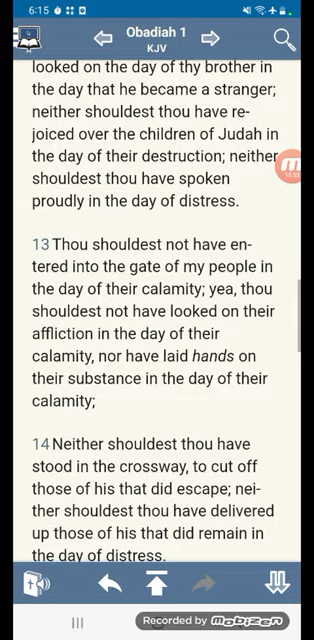 6:15
Obadiah 1
KJV
looked on the day of thy brother in
the day that he became a stranger;
neither shouldest thou have re-
joiced over the children of Judah in
the day of their destruction; neither
shouldest thou have spoken
proudly in the day of distress.
13 Thou shouldest not have en-
tered into the gate of my people in
the day of their calamity; yea, thou
shouldest not have looked on their
affliction in the day of their
calamity, nor have laid hands on
their substance in the day of their
calamity;
14 Neither shouldest thou have
stood in the crossway, to cut off
those of his that did escape; nei-
ther shouldest thou have delivered
up those of his that did remain in
the day of distress.
Recorded by mobizen